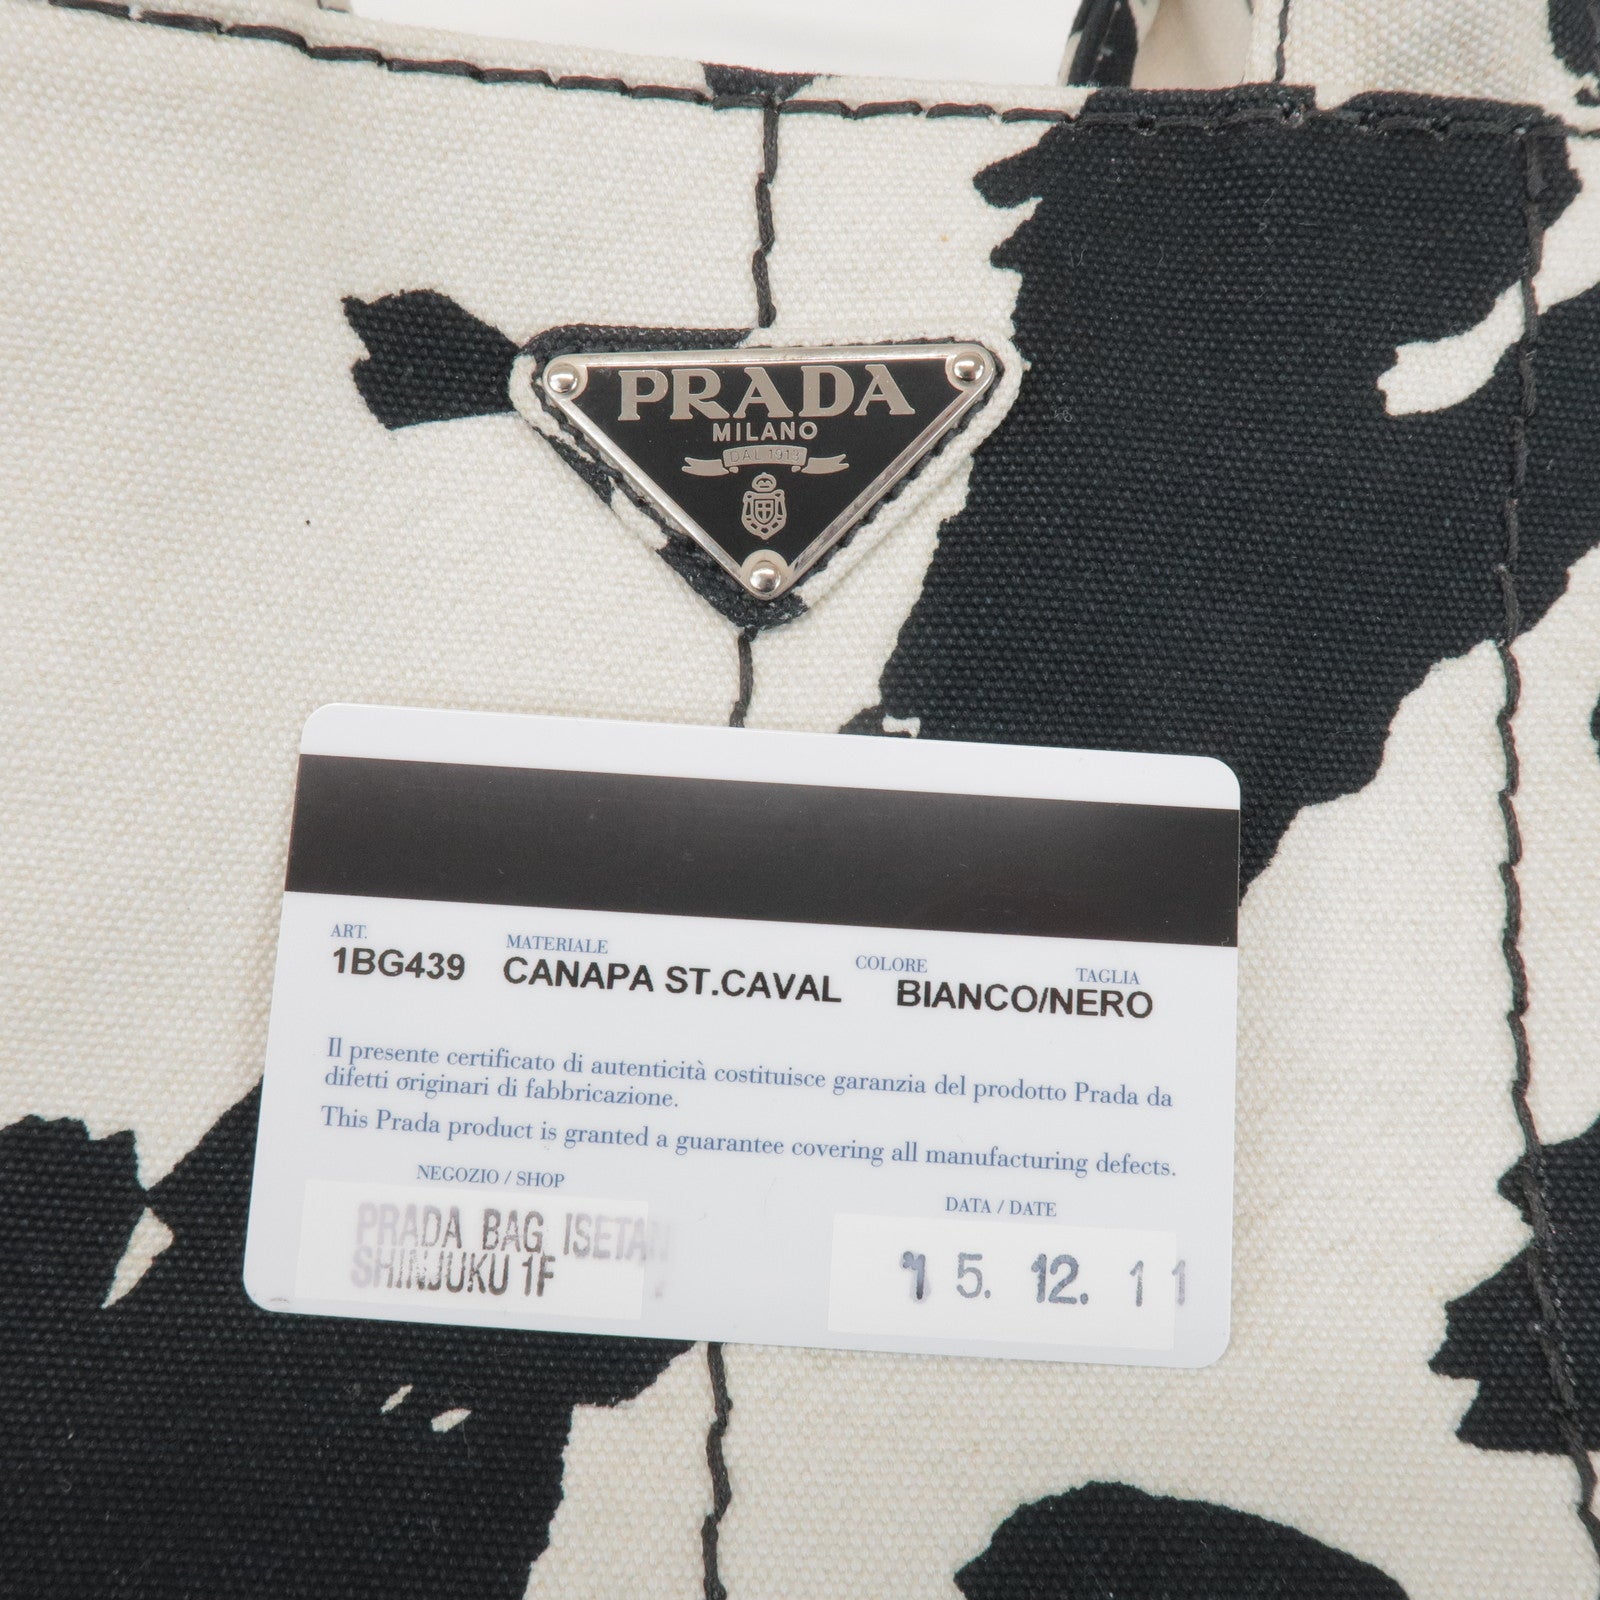 PRADA
MILANO
DAL 1913
ART. MATERIALE COLORE TAGLIA
1BG439 CANAPA ST.CAVAL BIANCO/NERO
Il presente certificato di autenticità costituisce garanzia del prodotto Prada da
difetti originari di fabbricazione.
This Prada product is granted a guarantee covering all manufacturing defects.
NEGOZIO / SHOP DATA / DATE
PRADA BAG ISETAN
SHINJUKU 1F
15. 12. 11